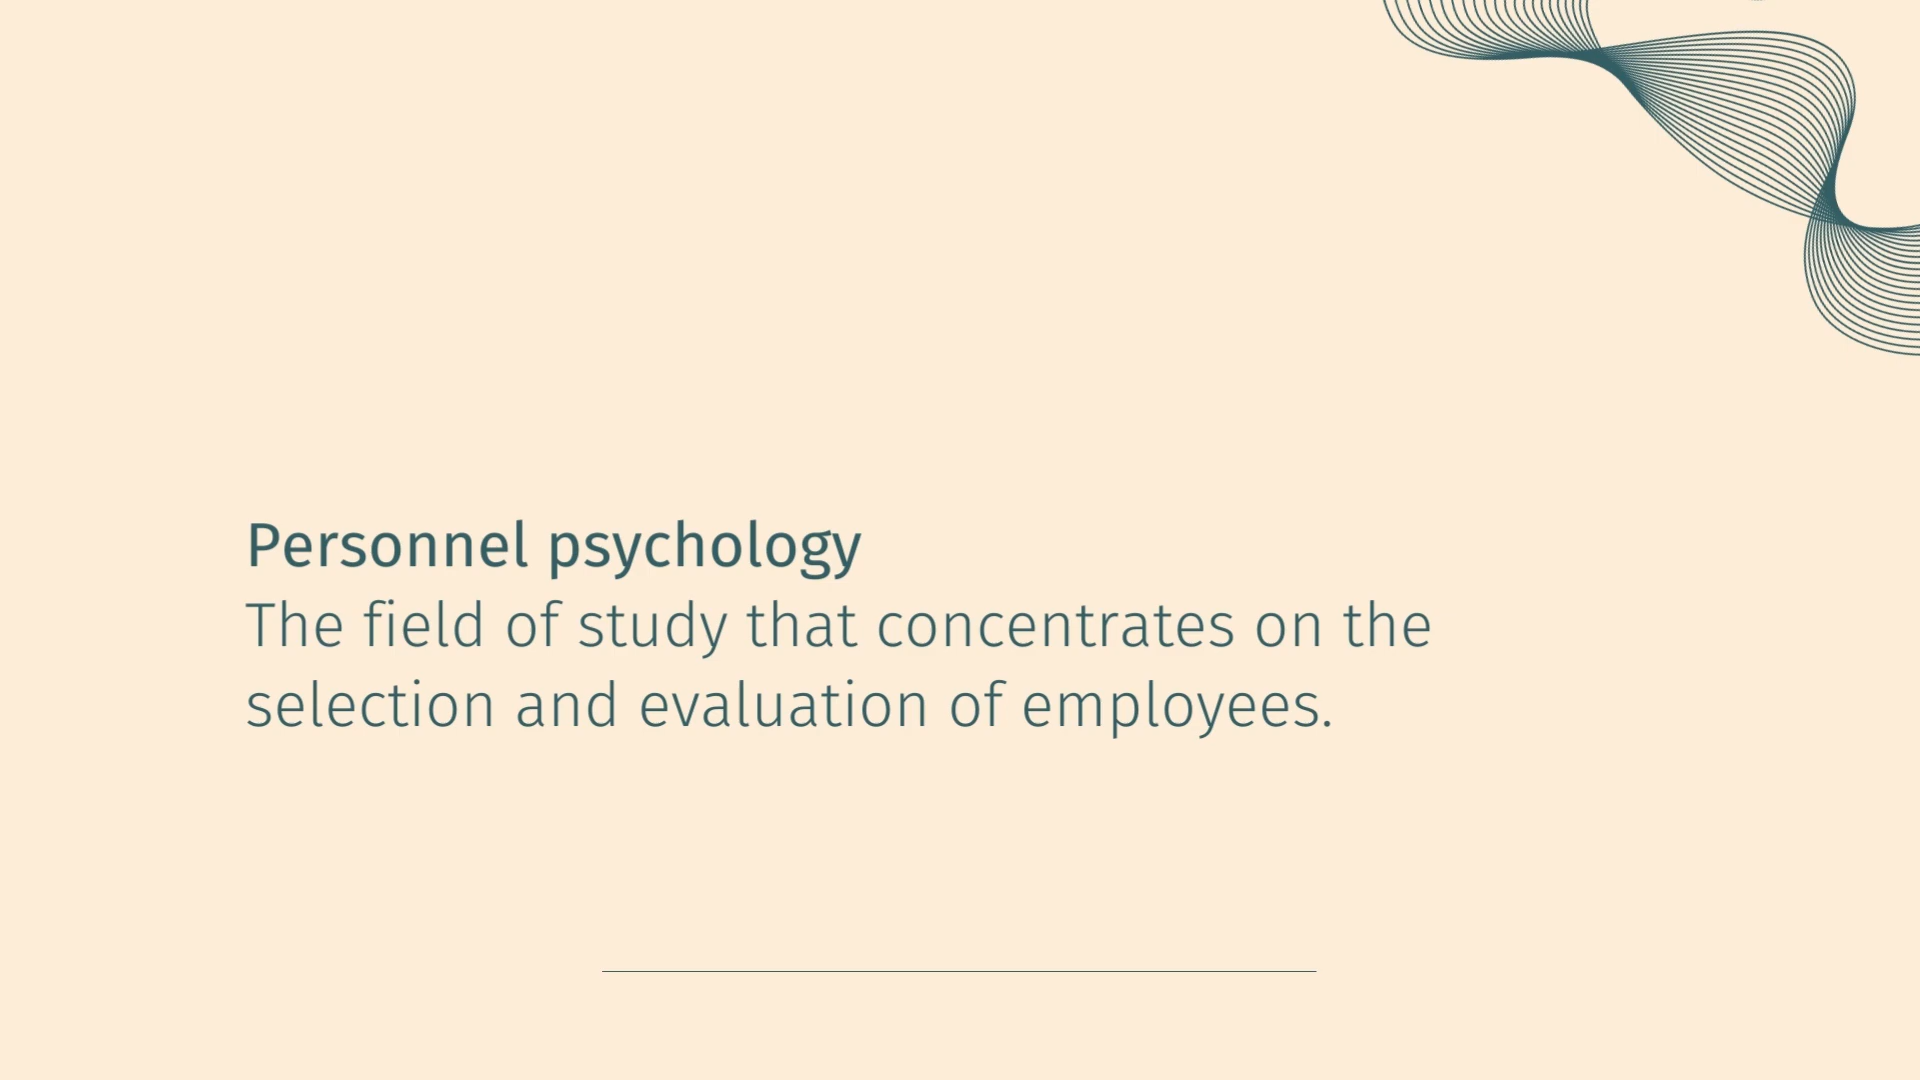 Personnel psychology
The field of study that concentrates on the
selection and evaluation of employees.